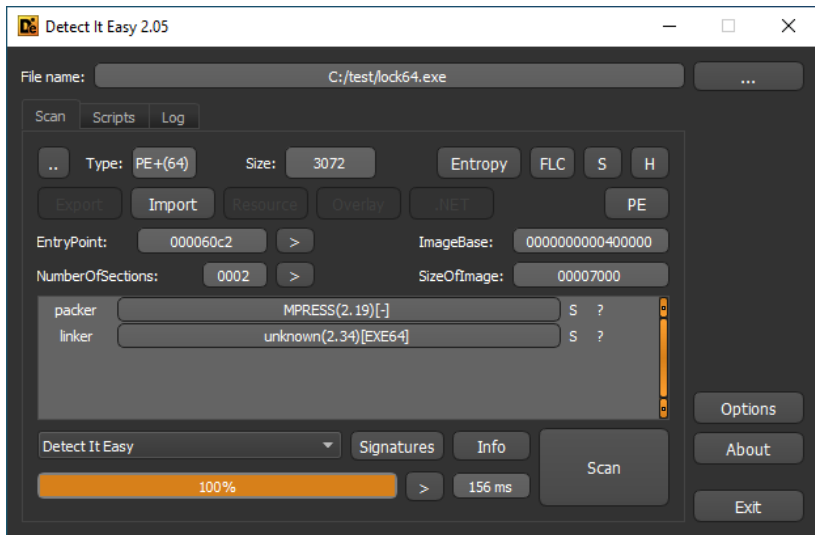 Detect It Easy 2.05
File name: C:/test/lock64.exe ...
Scan Scripts Log
.. Type: PE+(64) Size: 3072 Entropy FLC S H
Export Import Resource Overlay .NET PE
EntryPoint: 000060c2 > ImageBase: 0000000000400000
NumberOfSections: 0002 > SizeOfImage: 00007000
packer MPRESS(2.19)[-] S ?
linker unknown(2.34)[EXE64] S ?
Options
Detect It Easy Signatures Info Scan About
100% > 156 ms
Exit